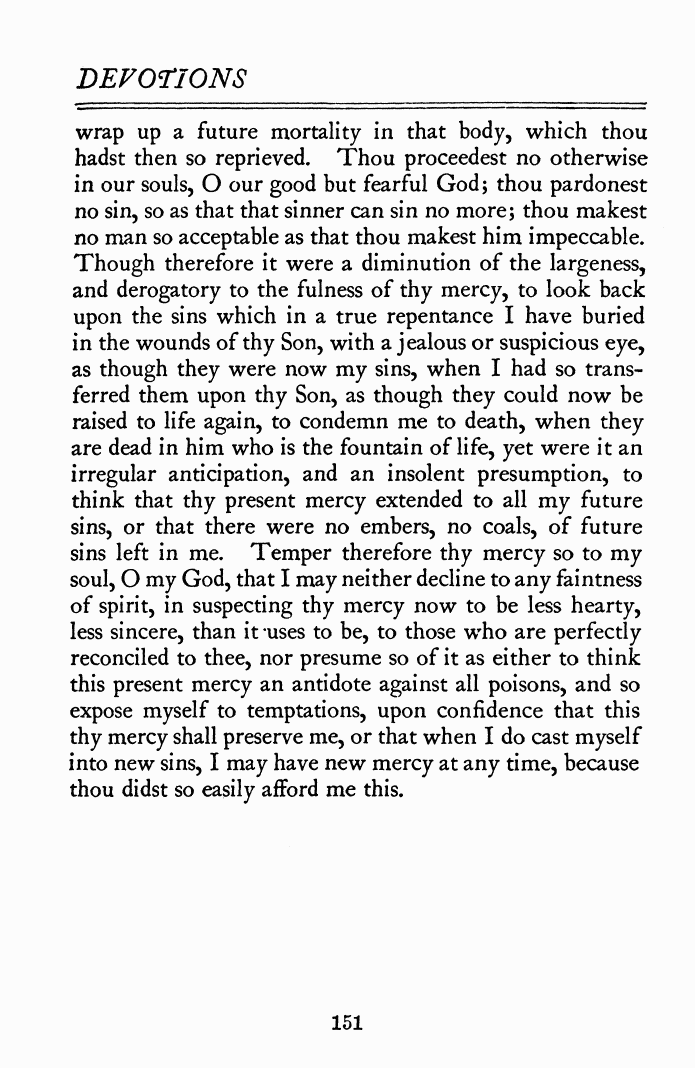 DEVOTIONS
wrap up a future mortality in that body, which thou
hadst then so reprieved. Thou proceedest no otherwise
in our souls, O our good but fearful God; thou pardonest
no sin, so as that that sinner can sin no more; thou makest
no man so acceptable as that thou makest him impeccable.
Though therefore it were a diminution of the largeness,
and derogatory to the fulness of thy mercy, to look back
upon the sins which in a true repentance I have buried
in the wounds of thy Son, with a jealous or suspicious eye,
as though they were now my sins, when I had so trans-
ferred them upon thy Son, as though they could now be
raised to life again, to condemn me to death, when they
are dead in him who is the fountain of life, yet were it an
irregular anticipation, and an insolent presumption, to
think that thy present mercy extended to all my future
sins, or that there were no embers, no coals, of future
sins left in me. Temper therefore thy mercy so to my
soul, O my God, that I may neither decline to any faintness
of spirit, in suspecting thy mercy now to be less hearty,
less sincere, than it uses to be, to those who are perfectly
reconciled to thee, nor presume so of it as either to think
this present mercy an antidote against all poisons, and so
expose myself to temptations, upon confidence that this
thy mercy shall preserve me, or that when I do cast myself
into new sins, I may have new mercy at any time, because
thou didst so easily afford me this.
151